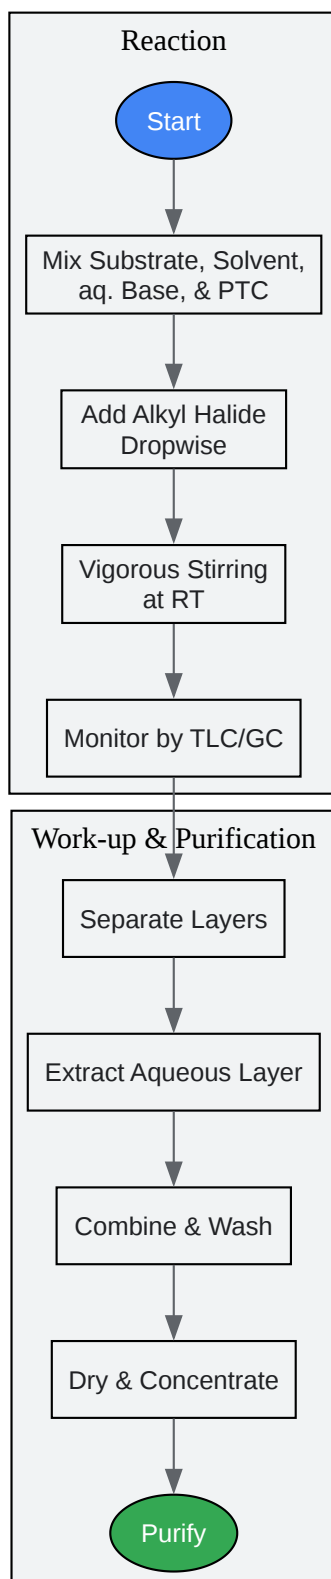 Reaction
Start
Mix Substrate, Solvent,
aq. Base, & PTC
Add Alkyl Halide
Dropwise
Vigorous Stirring
at RT
Monitor by TLC/GC
Work-up & Purification
Separate Layers
Extract Aqueous Layer
Combine & Wash
Dry & Concentrate
Purify